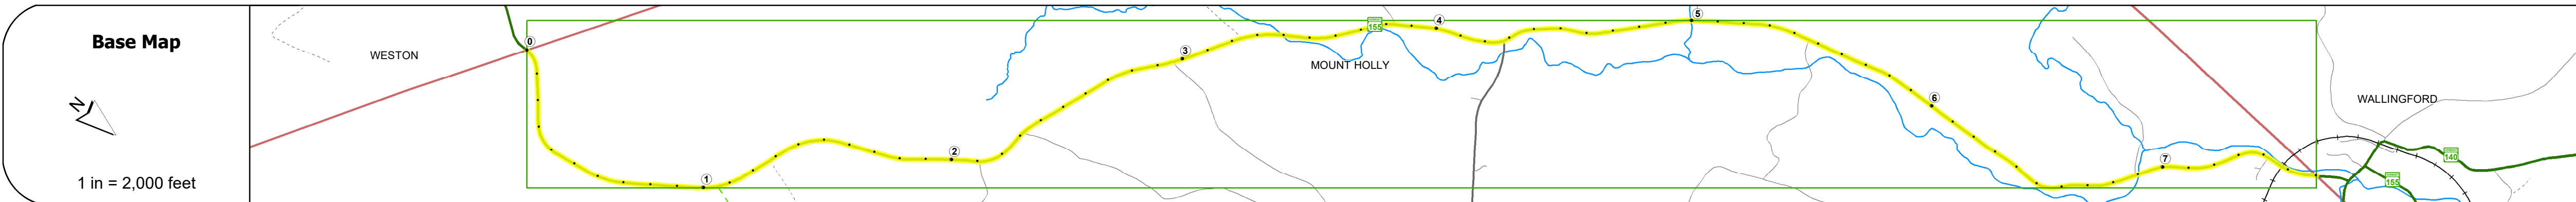 Base Map
N
1 in = 2,000 feet
WESTON
0
1
2
3
155
4
MOUNT HOLLY
5
6
7
WALLINGFORD
140
155